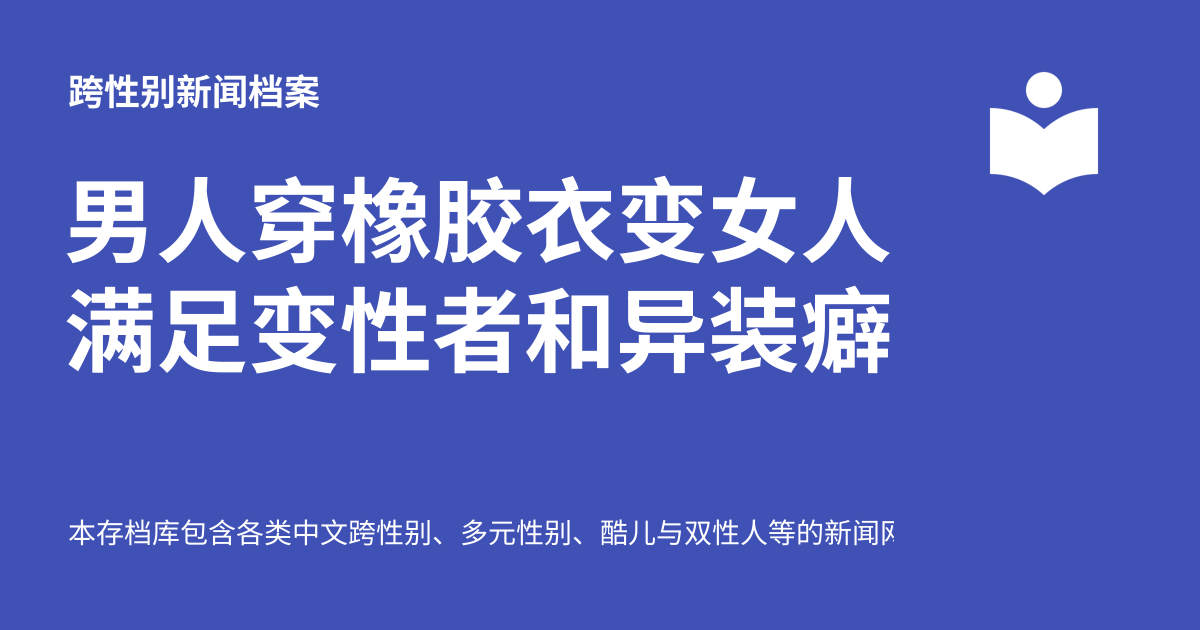 跨性别新闻档案
男人穿橡胶衣变女人
满足变性者和异装癖
本存档库包含各类中文跨性别、多元性别、酷儿与双性人等的新闻网